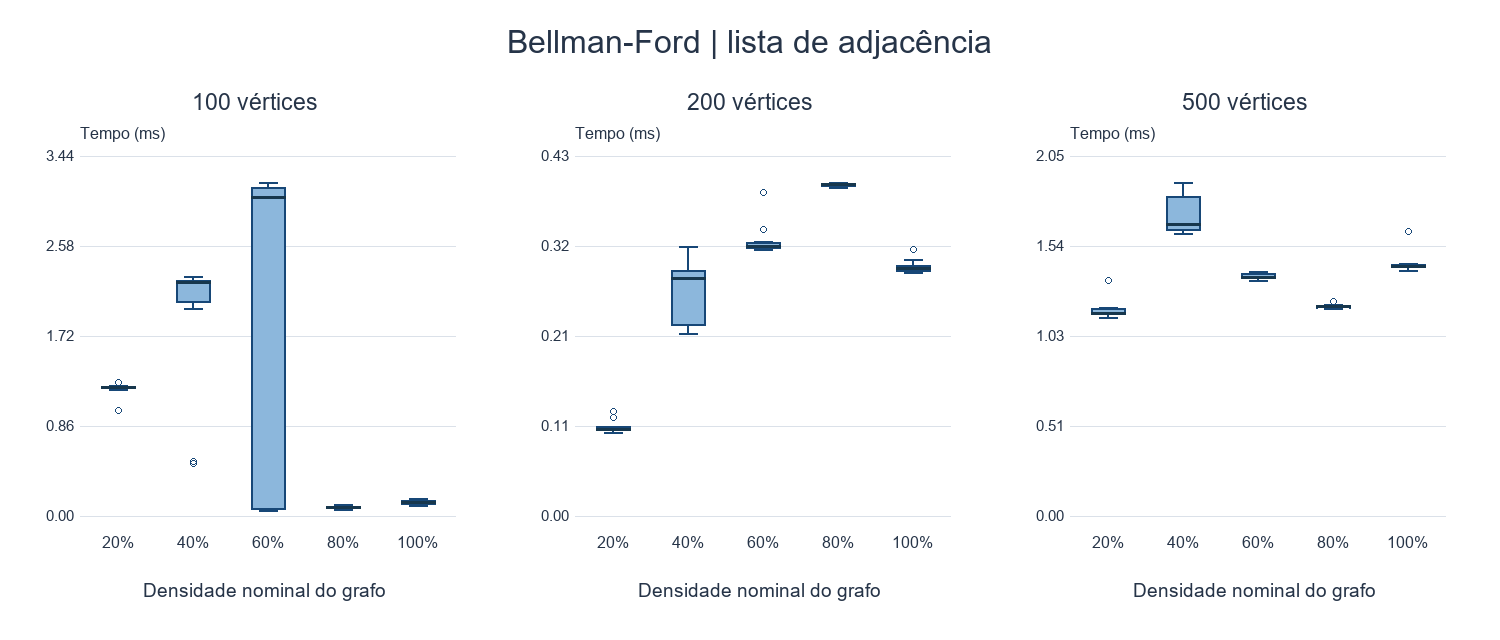 Bellman-Ford | lista de adjacência
100 vértices
Tempo (ms)
3.44
2.58
1.72
0.86
0.00
20% 40% 60% 80% 100%
Densidade nominal do grafo
200 vértices
Tempo (ms)
0.43
0.32
0.21
0.11
0.00
20% 40% 60% 80% 100%
Densidade nominal do grafo
500 vértices
Tempo (ms)
2.05
1.54
1.03
0.51
0.00
20% 40% 60% 80% 100%
Densidade nominal do grafo